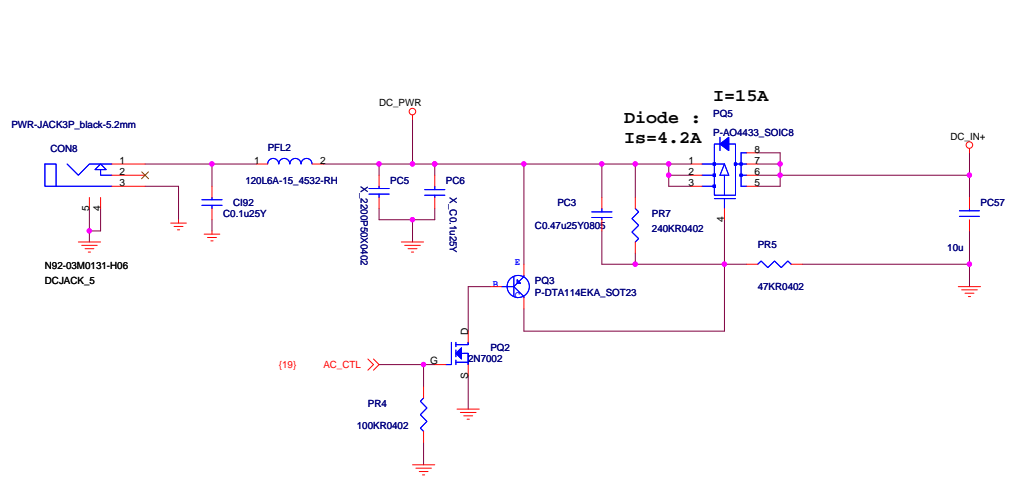 I=15A
DC_PWR
PQ5
Diode :
Is=4.2A
P-AO4433_SOIC8
PWR-JACK3P_black-5.2mm
DC_IN+
CON8
PFL2
1
2
3
1
2
120L6A-15_4532-RH
1
2
3
8
7
6
5
4
CI92
C0.1u25Y
PC5
X_2200P50X0402
PC6
X_C0.1u25Y
PC3
C0.47u25Y0805
PR7
240KR0402
PC57
10u
5
4
PR5
47KR0402
N92-03M0131-H06
DCJACK_5
E
B
PQ3
P-DTA114EKA_SOT23
D
G
S
PQ2
2N7002
{19}
AC_CTL
PR4
100KR0402